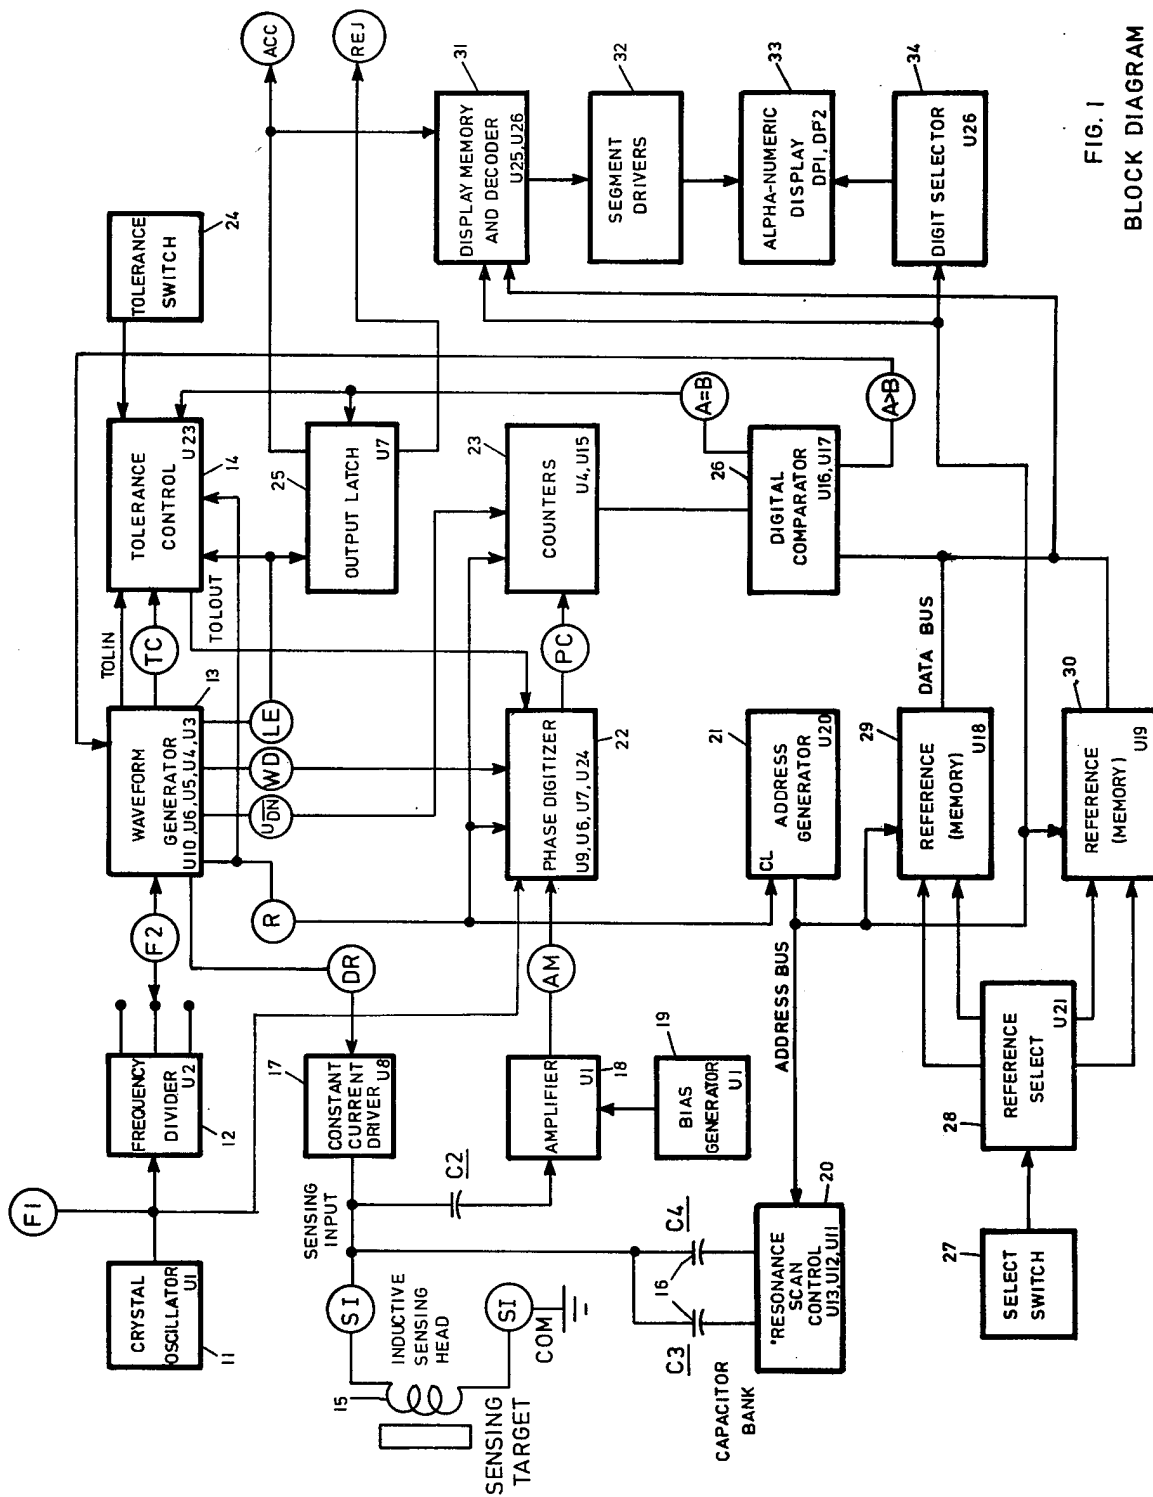 F1
CRYSTAL
OSCILLATOR
U1
11
FREQUENCY
DIVIDER
U2
12
F2
WAVEFORM
GENERATOR
U10, U6, U5, U4, U3
13
TOLIN
TC
TOLOUT
TOLERANCE
CONTROL
U23
14
TOLERANCE
SWITCH
24
ACC
REJ
R
U\overline{DN}
WD
LE
OUTPUT LATCH
U7
25
SENSING
INPUT
CONSTANT
CURRENT
DRIVER
U8
17
DR
SI
INDUCTIVE
SENSING
HEAD
15
SI
COM
SENSING
TARGET
C2
AMPLIFIER
U1
18
AM
BIAS
GENERATOR
U1
19
PHASE DIGITIZER
U9, U6, U7, U24
22
PC
COUNTERS
U4, U15
23
A=B
A>B
DIGITAL
COMPARATOR
U16, U17
26
DISPLAY MEMORY
AND DECODER
U25, U26
31
SEGMENT
DRIVERS
32
ALPHA-NUMERIC
DISPLAY
DP1, DP2
33
DIGIT SELECTOR
U26
34
C3
16
C4
CAPACITOR
BANK
"RESONANCE
SCAN
CONTROL
U13, U12, U11
20
ADDRESS BUS
CL
ADDRESS
GENERATOR
U20
21
REFERENCE
(MEMORY)
U18
29
DATA BUS
REFERENCE
(MEMORY)
U19
30
SELECT
SWITCH
27
REFERENCE
SELECT
U21
28
FIG. 1
BLOCK DIAGRAM